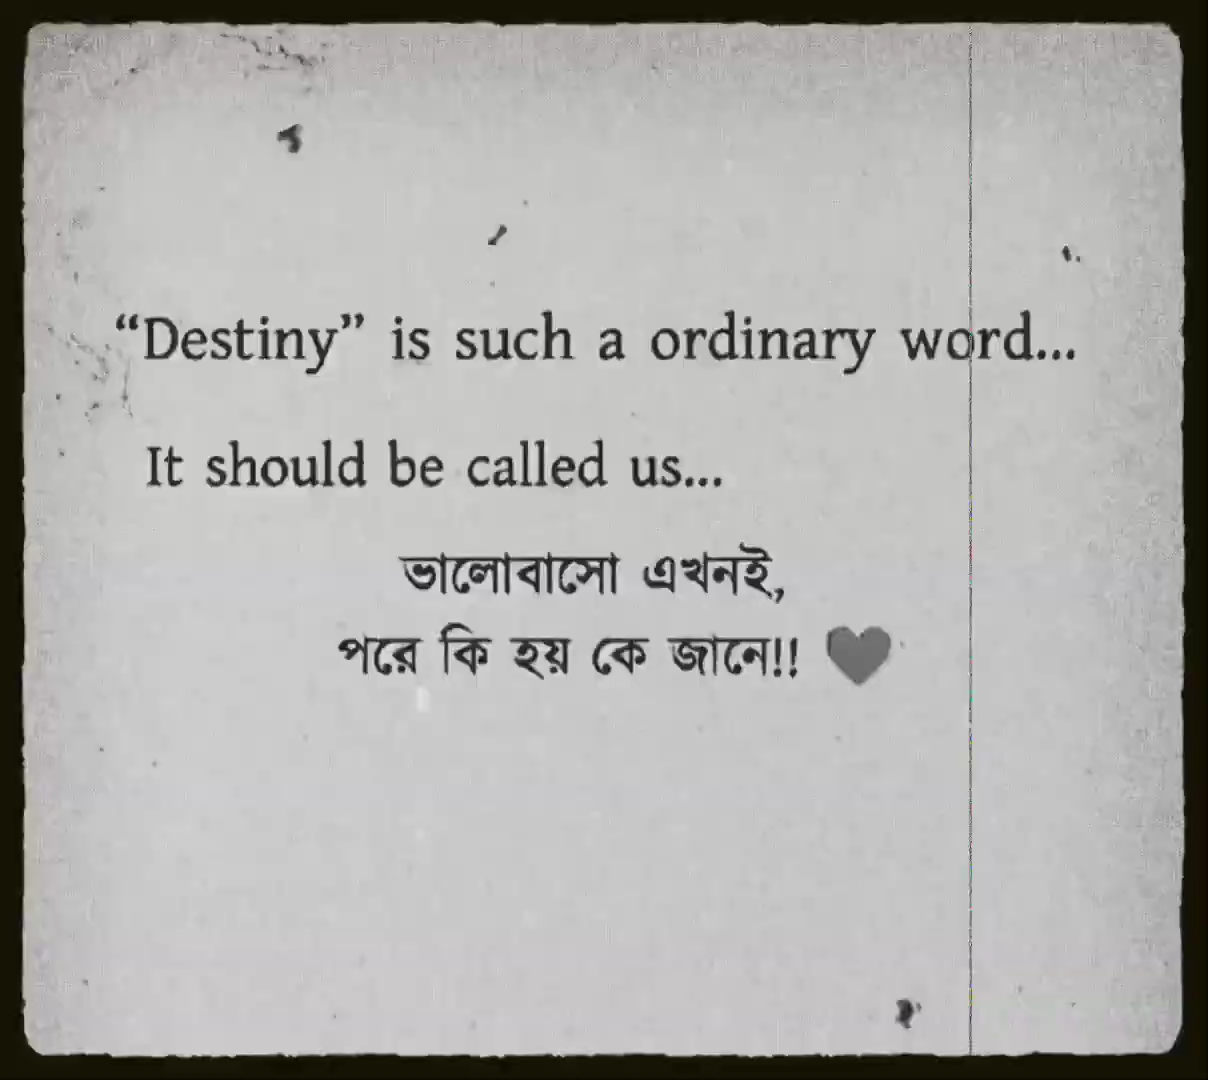 “Destiny” is such a ordinary word...
It should be called us...
ভালোবাসো এখনই,
পরে কি হয় কে জানে!! 🖤